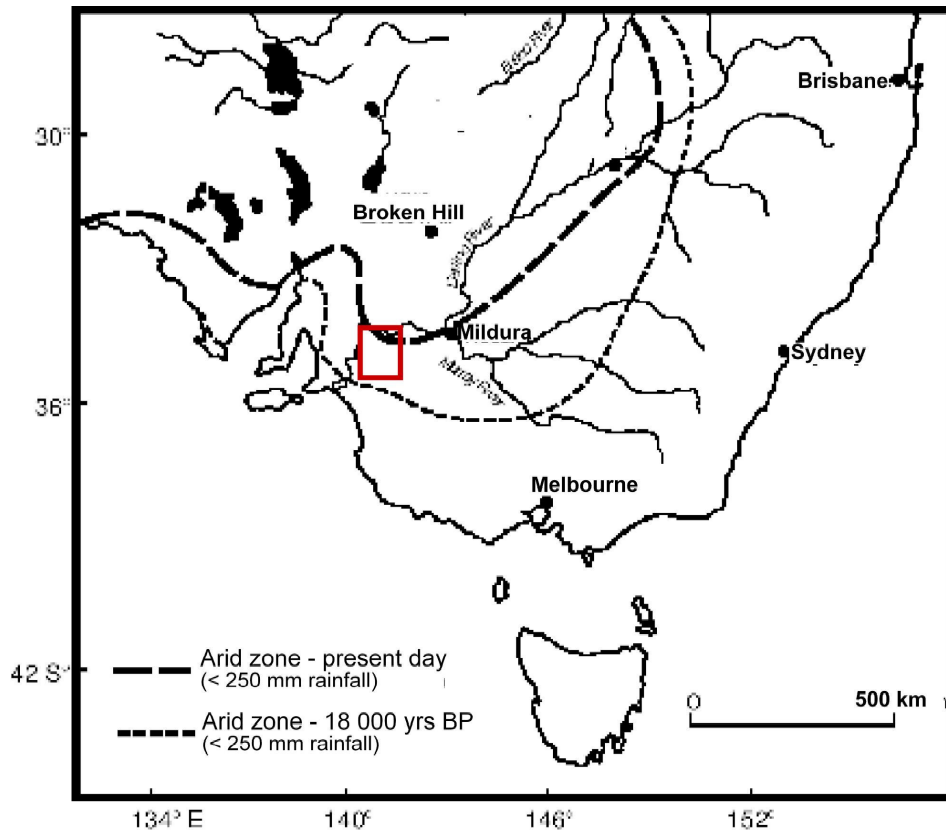 Brisbane
30°
Broken Hill
Darling River
Mildura
Sydney
Murray River
36°
Melbourne
Arid zone - present day
(< 250 mm rainfall)
42 S
0
500 km
Arid zone - 18 000 yrs BP
(< 250 mm rainfall)
134° E
140°
146°
152°